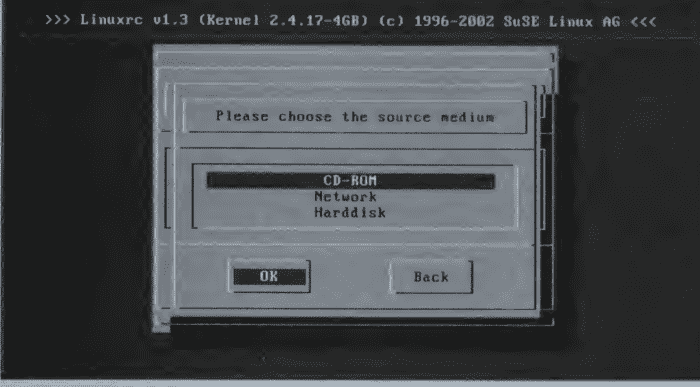 >>> Linuxrc v1.3 (Kernel 2.4.17-4GB) (c) 1996-2002 SuSE Linux AG <<<
Please choose the source medium
CD-ROM
Network
Harddisk
OK
Back